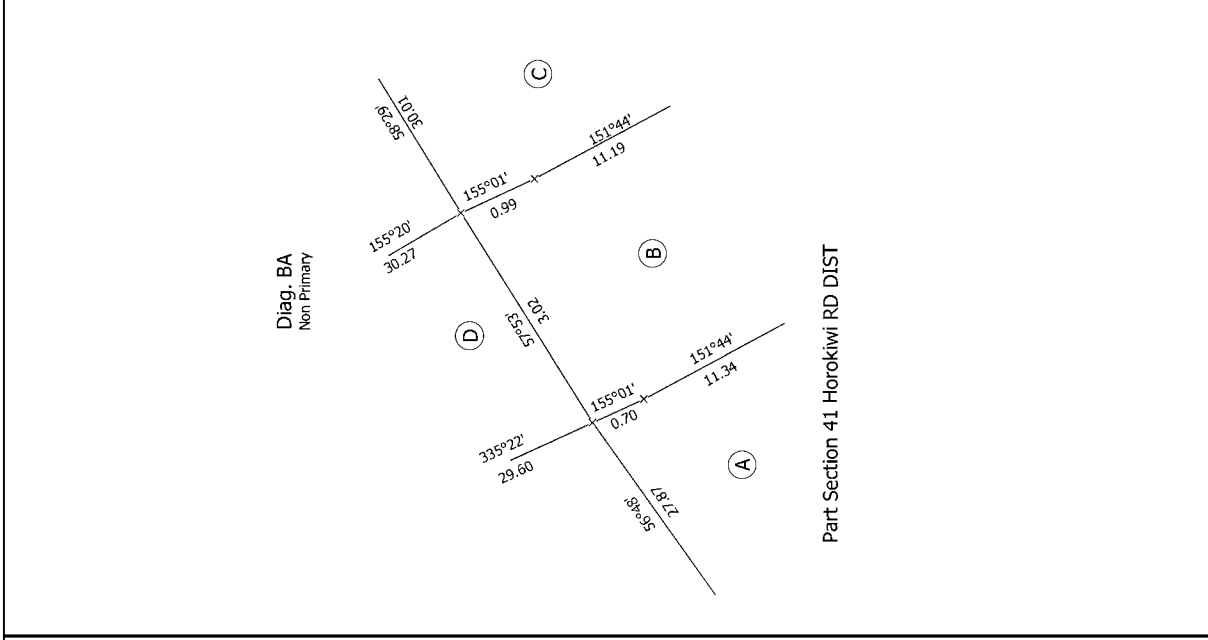 Diag. BA
Non Primary
C
58°29'
30.01
151°44'
11.19
155°01'
0.99
155°20'
30.27
B
D
57°53'
3.02
151°44'
11.34
155°01'
0.70
335°22'
29.60
A
56°48'
27.87
Part Section 41 Horokiwi RD DIST